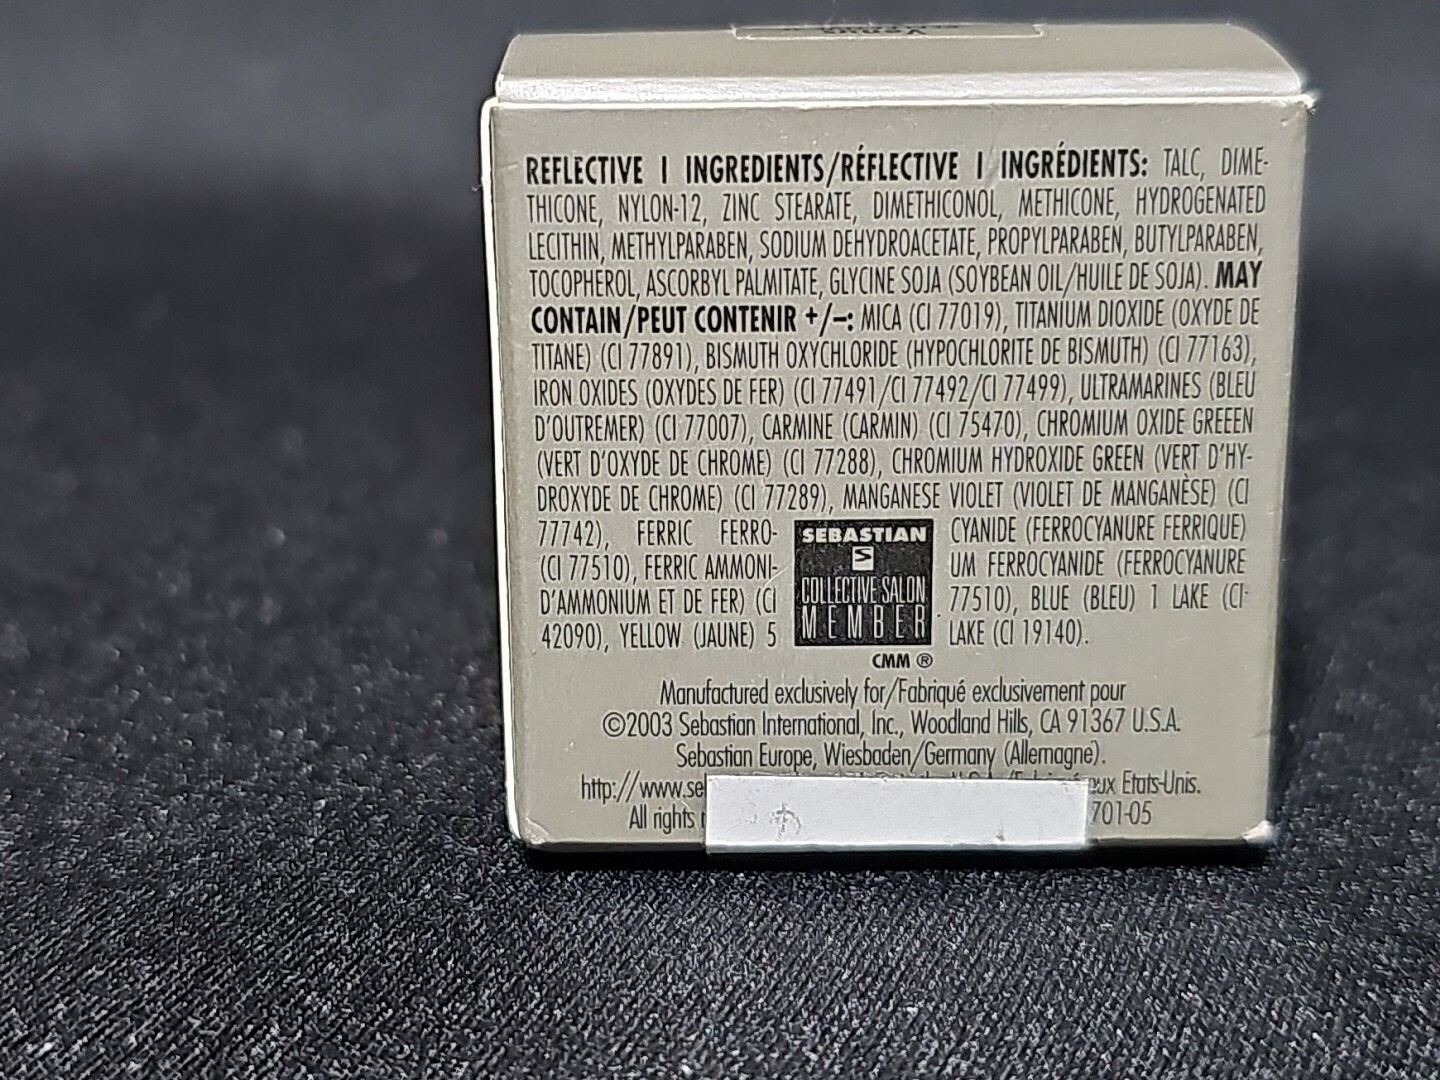 REFLECTIVE I INGREDIENTS/RÉFLECTIVE I INGRÉDIENTS: TALC, DIME-
THICONE, NYLON-12, ZINC STEARATE, DIMETHICONOL, METHICONE, HYDROGENATED
LECITHIN, METHYLPARABEN, SODIUM DEHYDROACETATE, PROPYLPARABEN, BUTYLPARABEN,
TOCOPHEROL, ASCORBYL PALMITATE, GLYCINE SOJA (SOYBEAN OIL/HUILE DE SOJA). MAY
CONTAIN/PEUT CONTENIR +/–: MICA (CI 77019), TITANIUM DIOXIDE (OXYDE DE
TITANE) (CI 77891), BISMUTH OXYCHLORIDE (HYPOCHLORITE DE BISMUTH) (CI 77163),
IRON OXIDES (OXYDES DE FER) (CI 77491/CI 77492/CI 77499), ULTRAMARINES (BLEU
D'OUTREMER) (CI 77007), CARMINE (CARMIN) (CI 75470), CHROMIUM OXIDE GREEEN
(VERT D'OXYDE DE CHROME) (CI 77288), CHROMIUM HYDROXIDE GREEN (VERT D'HY-
DROXYDE DE CHROME) (CI 77289), MANGANESE VIOLET (VIOLET DE MANGANÈSE) (CI
77742), FERRIC FERRO- CYANIDE (FERROCYANURE FERRIQUE)
(CI 77510), FERRIC AMMONI- UM FERROCYANIDE (FERROCYANURE
D'AMMONIUM ET DE FER) (CI 77510), BLUE (BLEU) 1 LAKE (CI-
42090), YELLOW (JAUNE) 5 LAKE (CI 19140).
SEBASTIAN
S
COLLECTIVE SALON
MEMBER
CMM ®
Manufactured exclusively for/Fabriqué exclusivement pour
©2003 Sebastian International, Inc., Woodland Hills, CA 91367 U.S.A.
Sebastian Europe, Wiesbaden/Germany (Allemagne).
http://www.se Etats-Unis.
All rights 701-05